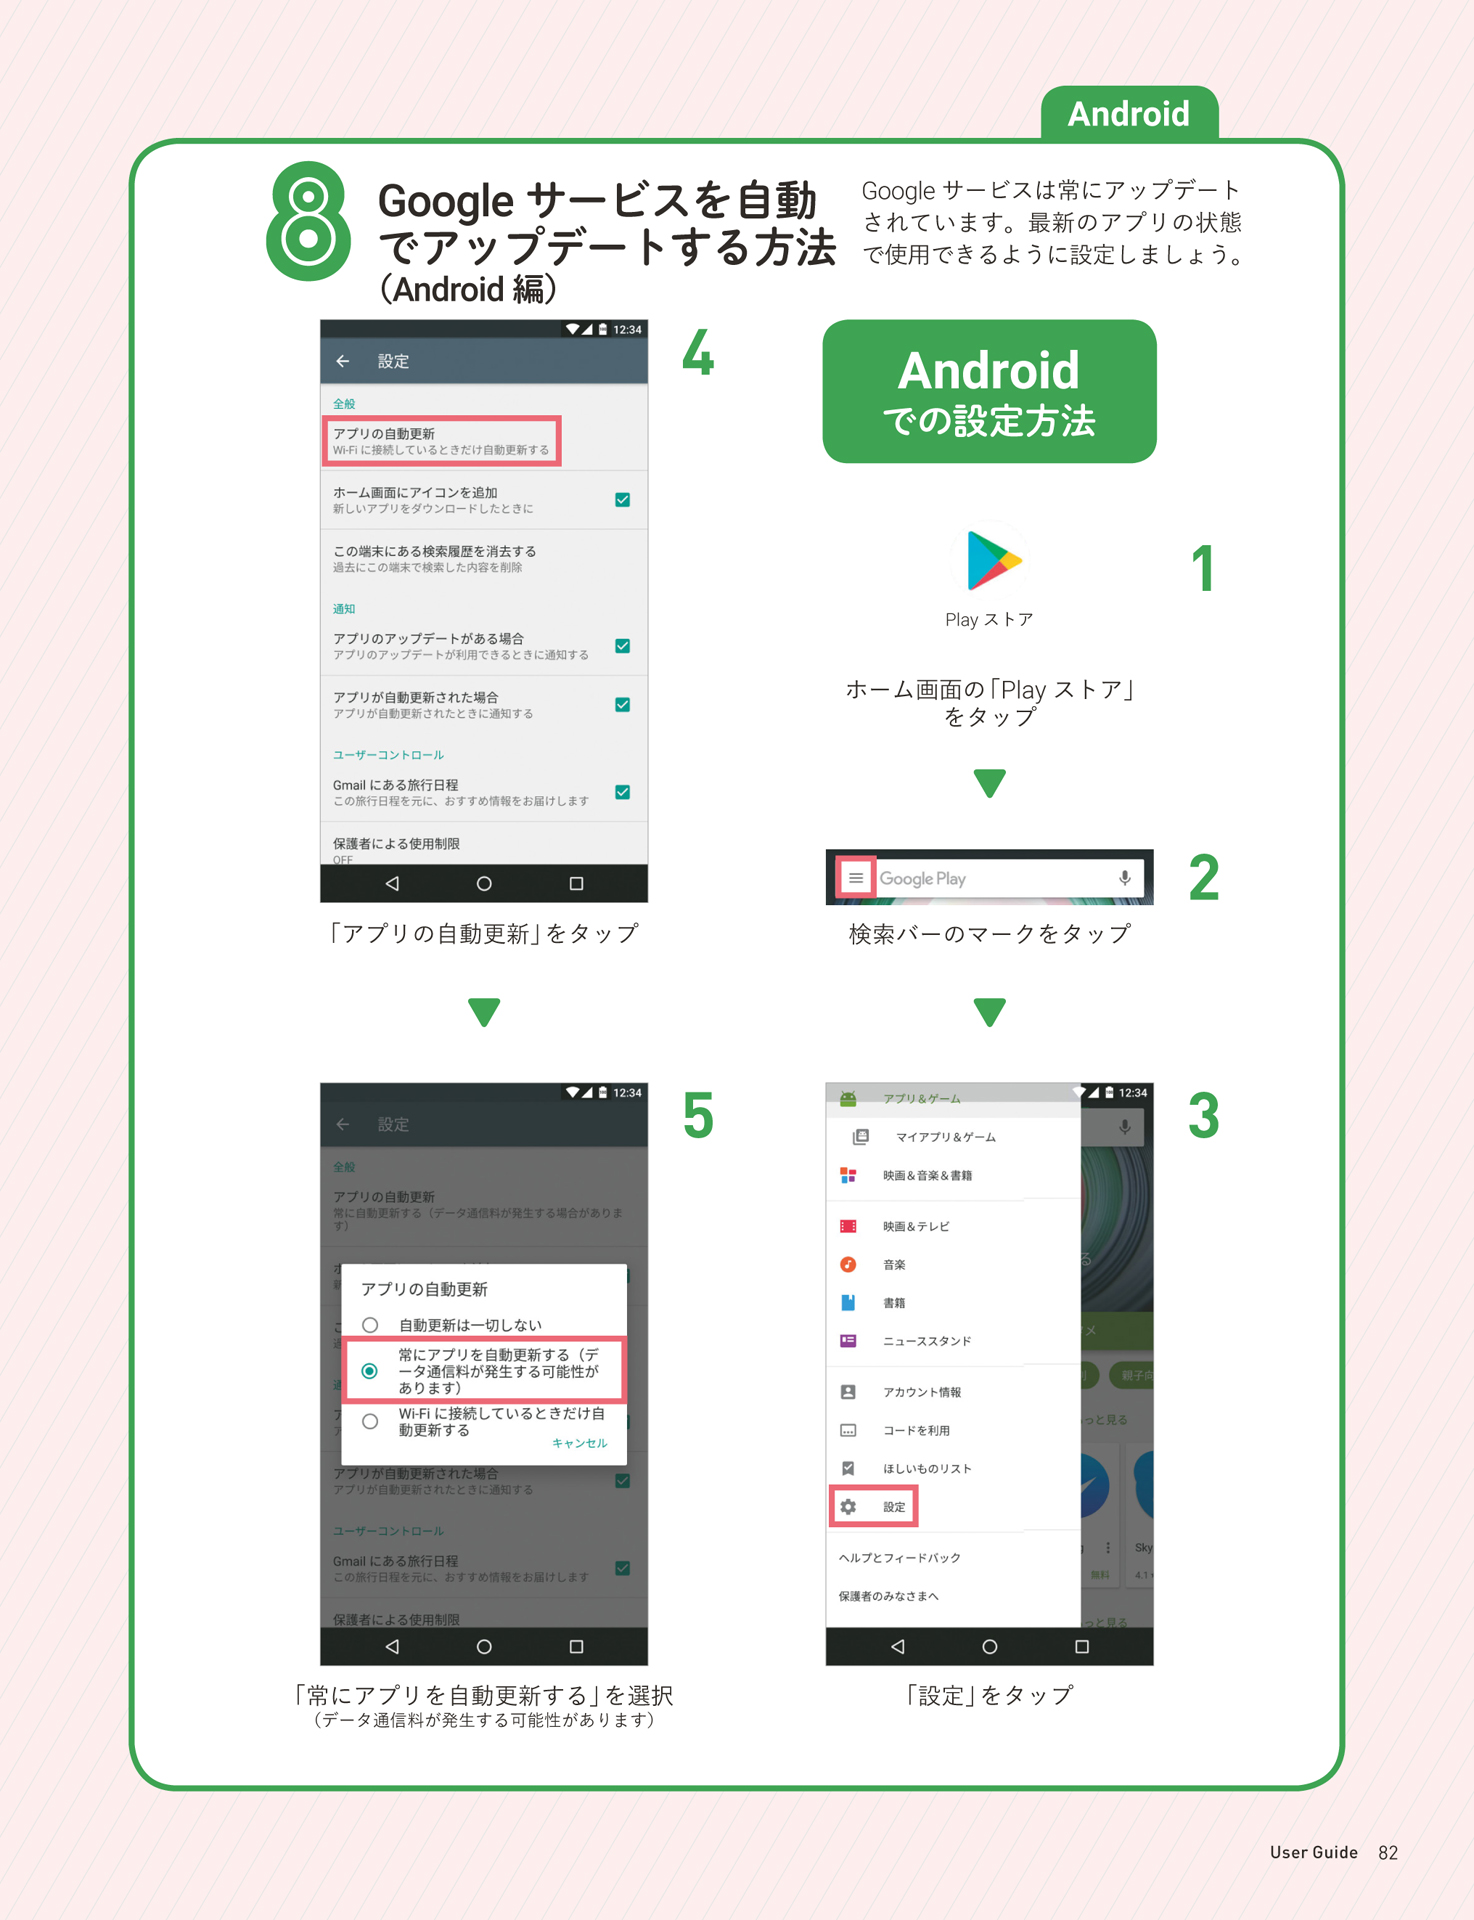 Android
8
Google サービスを自動
でアップデートする方法
（Android 編）
Google サービスは常にアップデート
されています。最新のアプリの状態
で使用できるように設定しましょう。
Android
での設定方法
1
Play ストア
ホーム画面の「Play ストア」
をタップ
2
Google Play
検索バーのマークをタップ
3
12:34
アプリ＆ゲーム
マイアプリ＆ゲーム
映画＆音楽＆書籍
映画＆テレビ
音楽
る
書籍
ニューススタンド
メ
アカウント情報
親子向
コードを利用
っと見る
ほしいものリスト
設定
ヘルプとフィードバック
Sky
無料
4.1
保護者のみなさまへ
っと見る
「設定」をタップ
4
12:34
設定
全般
アプリの自動更新
Wi-Fi に接続しているときだけ自動更新する
ホーム画面にアイコンを追加
新しいアプリをダウンロードしたときに
この端末にある検索履歴を消去する
過去にこの端末で検索した内容を削除
通知
アプリのアップデートがある場合
アプリのアップデートが利用できるときに通知する
アプリが自動更新された場合
アプリが自動更新されたときに通知する
ユーザーコントロール
Gmail にある旅行日程
この旅行日程を元に、おすすめ情報をお届けします
保護者による使用制限
OFF
「アプリの自動更新」をタップ
5
12:34
設定
全般
アプリの自動更新
常に自動更新する（データ通信料が発生する場合がありま
す）
アプリの自動更新
自動更新は一切しない
常にアプリを自動更新する（デ
ータ通信料が発生する可能性が
あります）
Wi-Fi に接続しているときだけ自
動更新する
キャンセル
アプリが自動更新された場合
アプリが自動更新されたときに通知する
ユーザーコントロール
Gmail にある旅行日程
この旅行日程を元に、おすすめ情報をお届けします
保護者による使用制限
「常にアプリを自動更新する」を選択
（データ通信料が発生する可能性があります）
User Guide 82